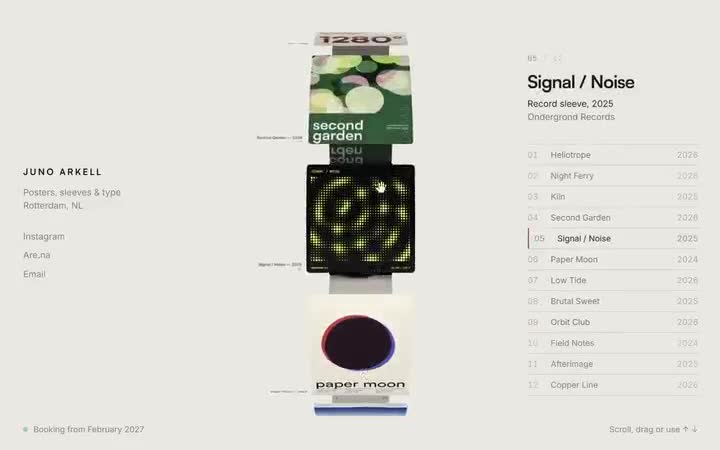 JUNO ARKELL
Posters, sleeves & type
Rotterdam, NL
Instagram
Are.na
Email
Booking from February 2027
1280°
second
garden
Signal / Noise — 2025
paper moon
05
Signal / Noise
Record sleeve, 2025
Ondergrond Records
01 Heliotrope 2026
02 Night Ferry 2026
03 Kiln 2025
04 Second Garden 2026
05 Signal / Noise 2025
06 Paper Moon 2024
07 Low Tide 2026
08 Brutal Sweet 2025
09 Orbit Club 2026
10 Field Notes 2024
11 Afterimage 2025
12 Copper Line 2026
Scroll, drag or use ↑ ↓